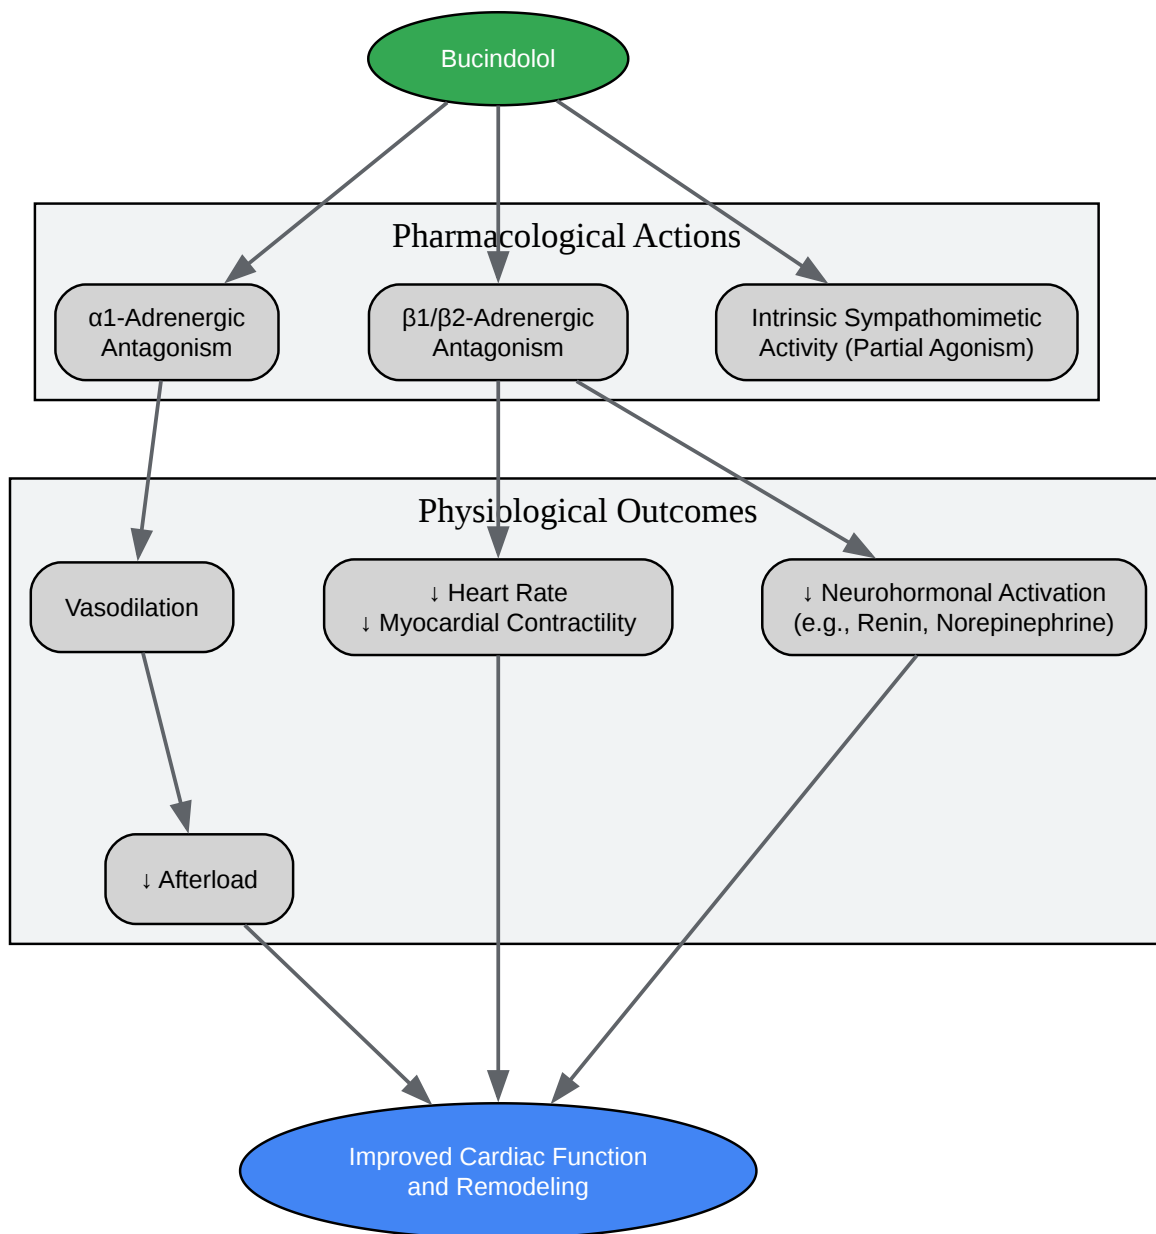 Bucindolol
Pharmacological Actions
α1-Adrenergic
Antagonism
β1/β2-Adrenergic
Antagonism
Intrinsic Sympathomimetic
Activity (Partial Agonism)
Physiological Outcomes
Vasodilation
↓ Heart Rate
↓ Myocardial Contractility
↓ Neurohormonal Activation
(e.g., Renin, Norepinephrine)
↓ Afterload
Improved Cardiac Function
and Remodeling